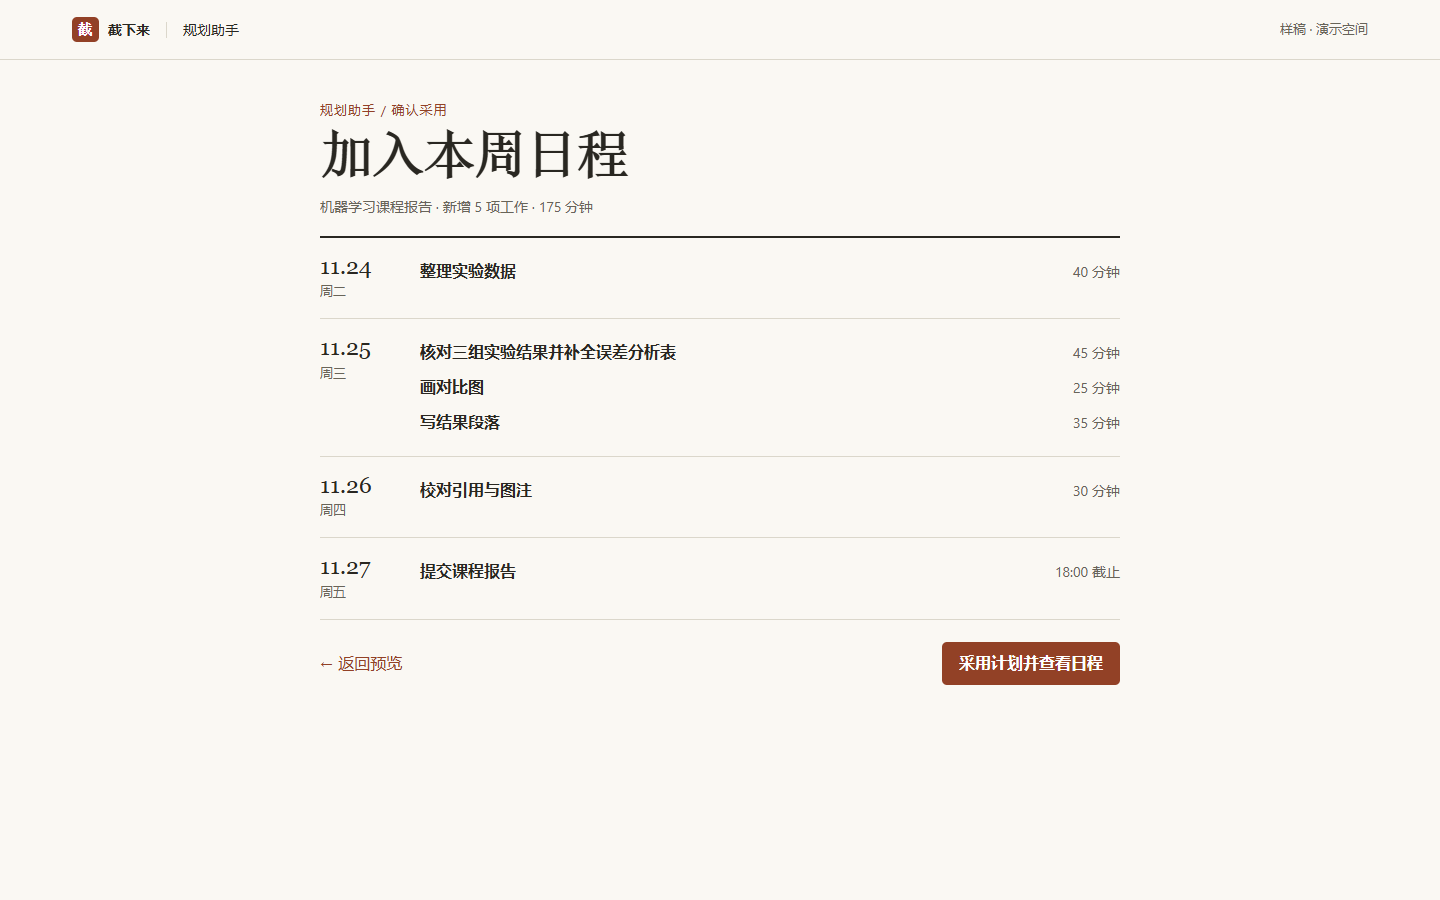 截 截下来 规划助手 样稿 · 演示空间
规划助手 / 确认采用
加入本周日程
机器学习课程报告 · 新增 5 项工作 · 175 分钟
11.24 整理实验数据 40 分钟
周二
11.25 核对三组实验结果并补全误差分析表 45 分钟
周三
画对比图 25 分钟
写结果段落 35 分钟
11.26 校对引用与图注 30 分钟
周四
11.27 提交课程报告 18:00 截止
周五
← 返回预览 采用计划并查看日程